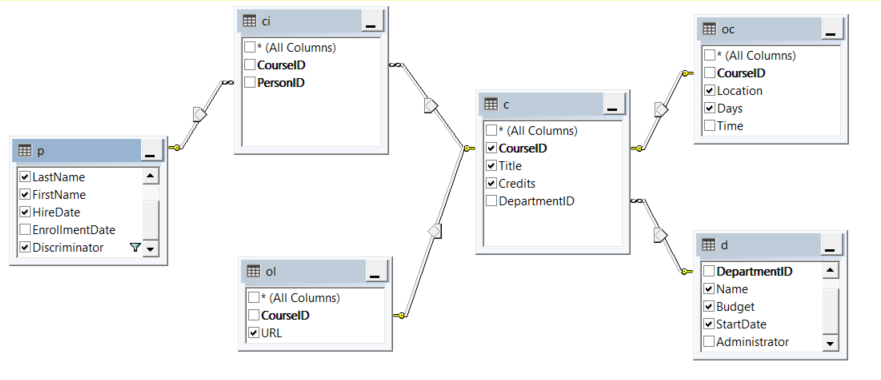 ci
* (All Columns)
CourseID
PersonID
p
LastName
FirstName
HireDate
EnrollmentDate
Discriminator
ol
* (All Columns)
CourseID
URL
c
* (All Columns)
CourseID
Title
Credits
DepartmentID
oc
* (All Columns)
CourseID
Location
Days
Time
d
DepartmentID
Name
Budget
StartDate
Administrator